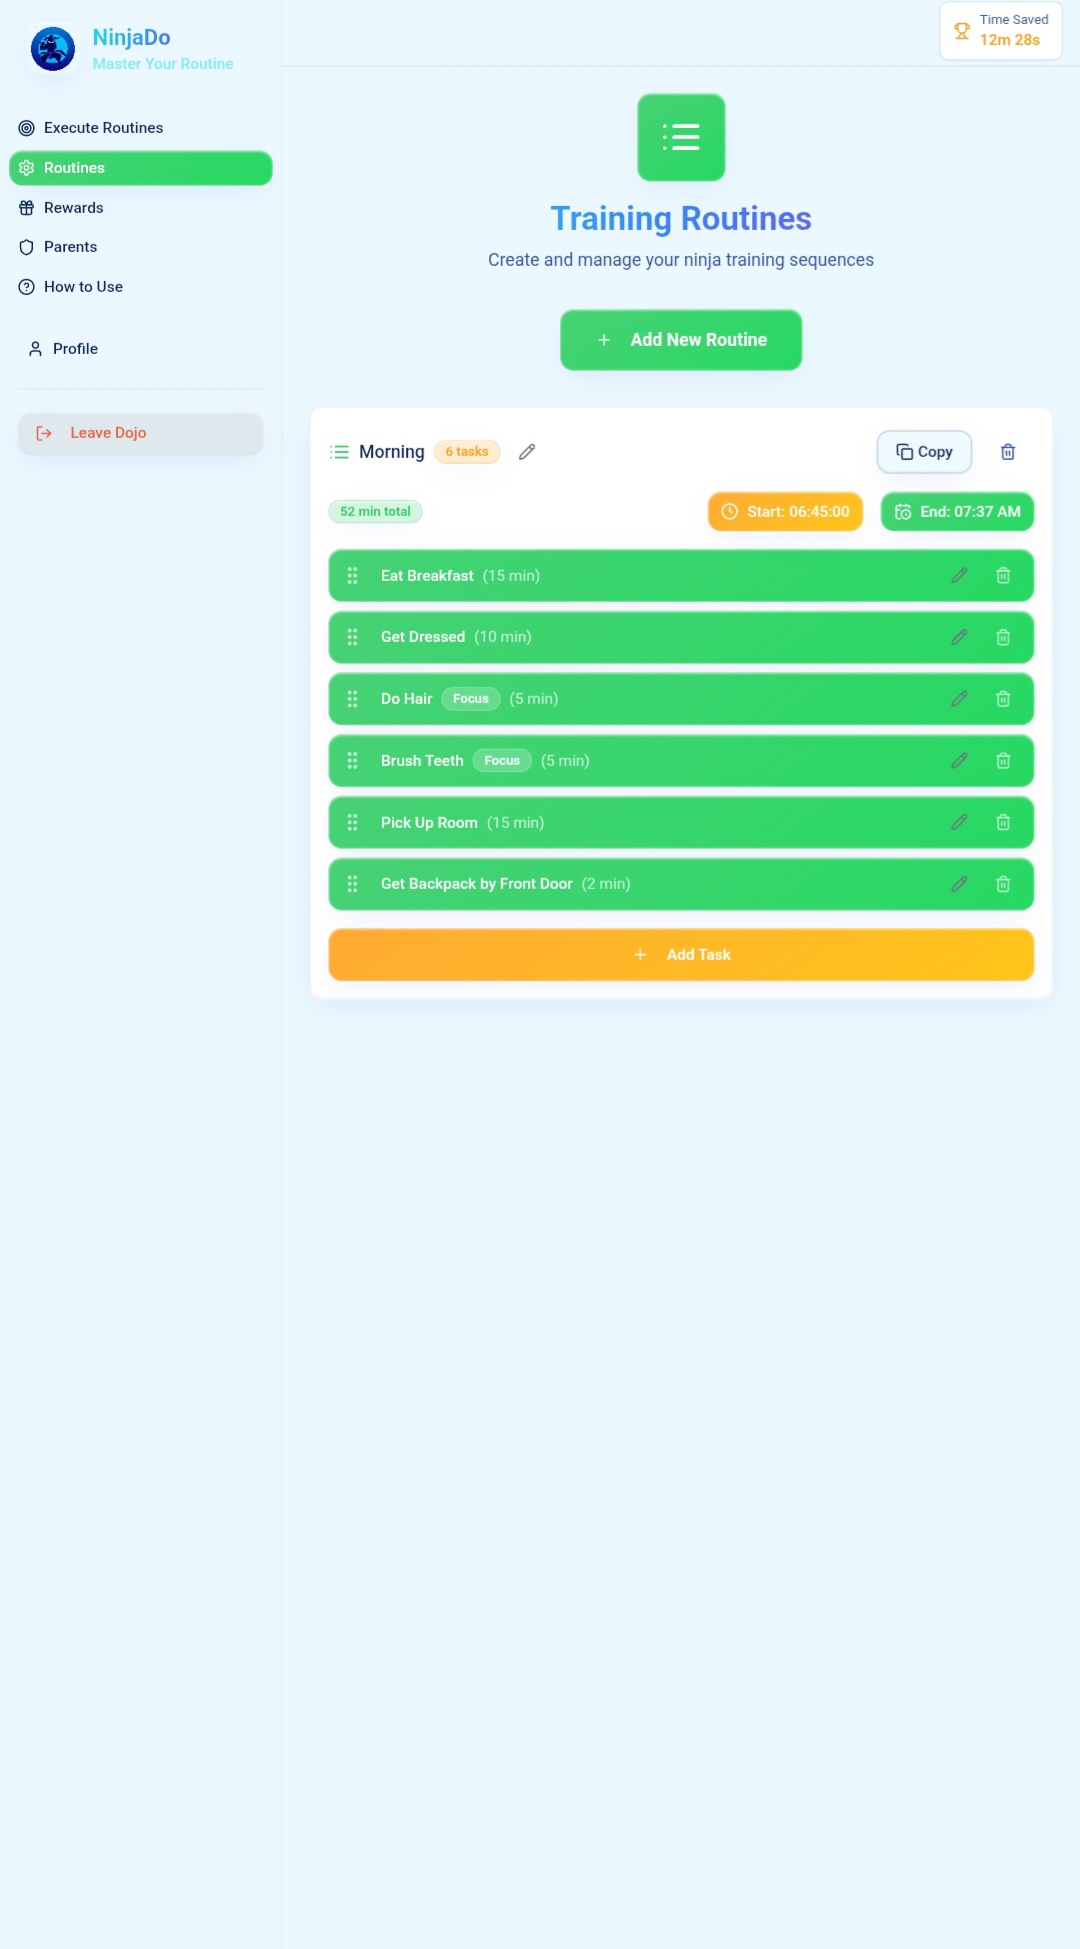 NinjaDo
Master Your Routine
Execute Routines
Routines
Rewards
Parents
How to Use
Profile
Leave Dojo
Time Saved
12m 28s
Training Routines
Create and manage your ninja training sequences
Add New Routine
Morning 6 tasks Copy
52 min total Start: 06:45:00 End: 07:37 AM
Eat Breakfast (15 min)
Get Dressed (10 min)
Do Hair Focus (5 min)
Brush Teeth Focus (5 min)
Pick Up Room (15 min)
Get Backpack by Front Door (2 min)
Add Task